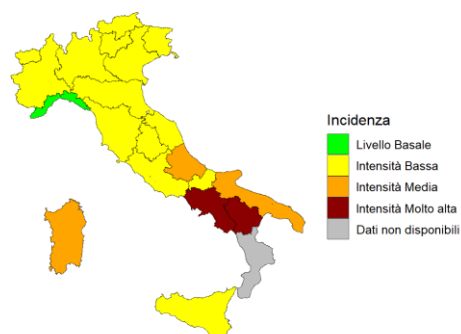 Incidenza
Livello Basale
Intensità Bassa
Intensità Media
Intensità Molto alta
Dati non disponibili